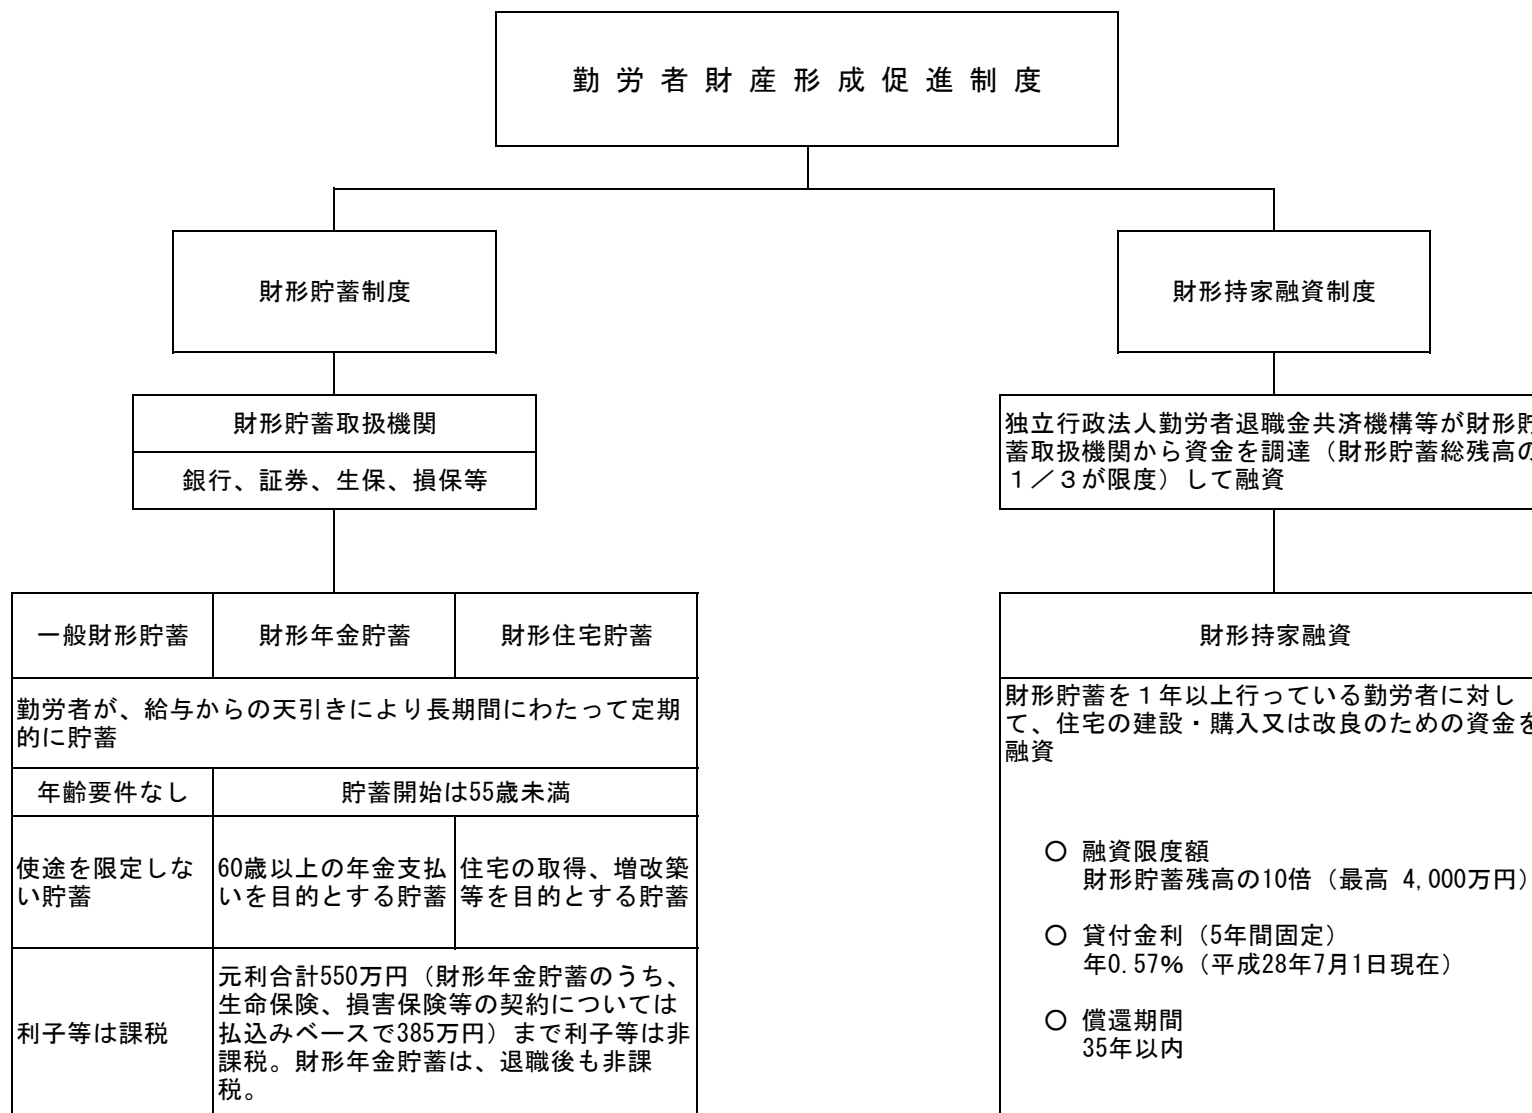 勤労者財産形成促進制度
財形貯蓄制度
財形貯蓄取扱機関
銀行、証券、生保、損保等
一般財形貯蓄
財形年金貯蓄
財形住宅貯蓄
勤労者が、給与からの天引きにより長期間にわたって定期
的に貯蓄
年齢要件なし
貯蓄開始は55歳未満
使途を限定しな
い貯蓄
60歳以上の年金支払
いを目的とする貯蓄
住宅の取得、増改築
等を目的とする貯蓄
利子等は課税
元利合計550万円（財形年金貯蓄のうち、
生命保険、損害保険等の契約については
払込みベースで385万円）まで利子等は非
課税。財形年金貯蓄は、退職後も非課
税。
財形持家融資制度
独立行政法人勤労者退職金共済機構等が財形貯
蓄取扱機関から資金を調達（財形貯蓄総残高の
１／３が限度）して融資
財形持家融資
財形貯蓄を１年以上行っている勤労者に対し
て、住宅の建設・購入又は改良のための資金を
融資
○ 融資限度額
財形貯蓄残高の10倍（最高 4,000万円）
○ 貸付金利（5年間固定）
年0.57%（平成28年7月1日現在）
○ 償還期間
35年以内